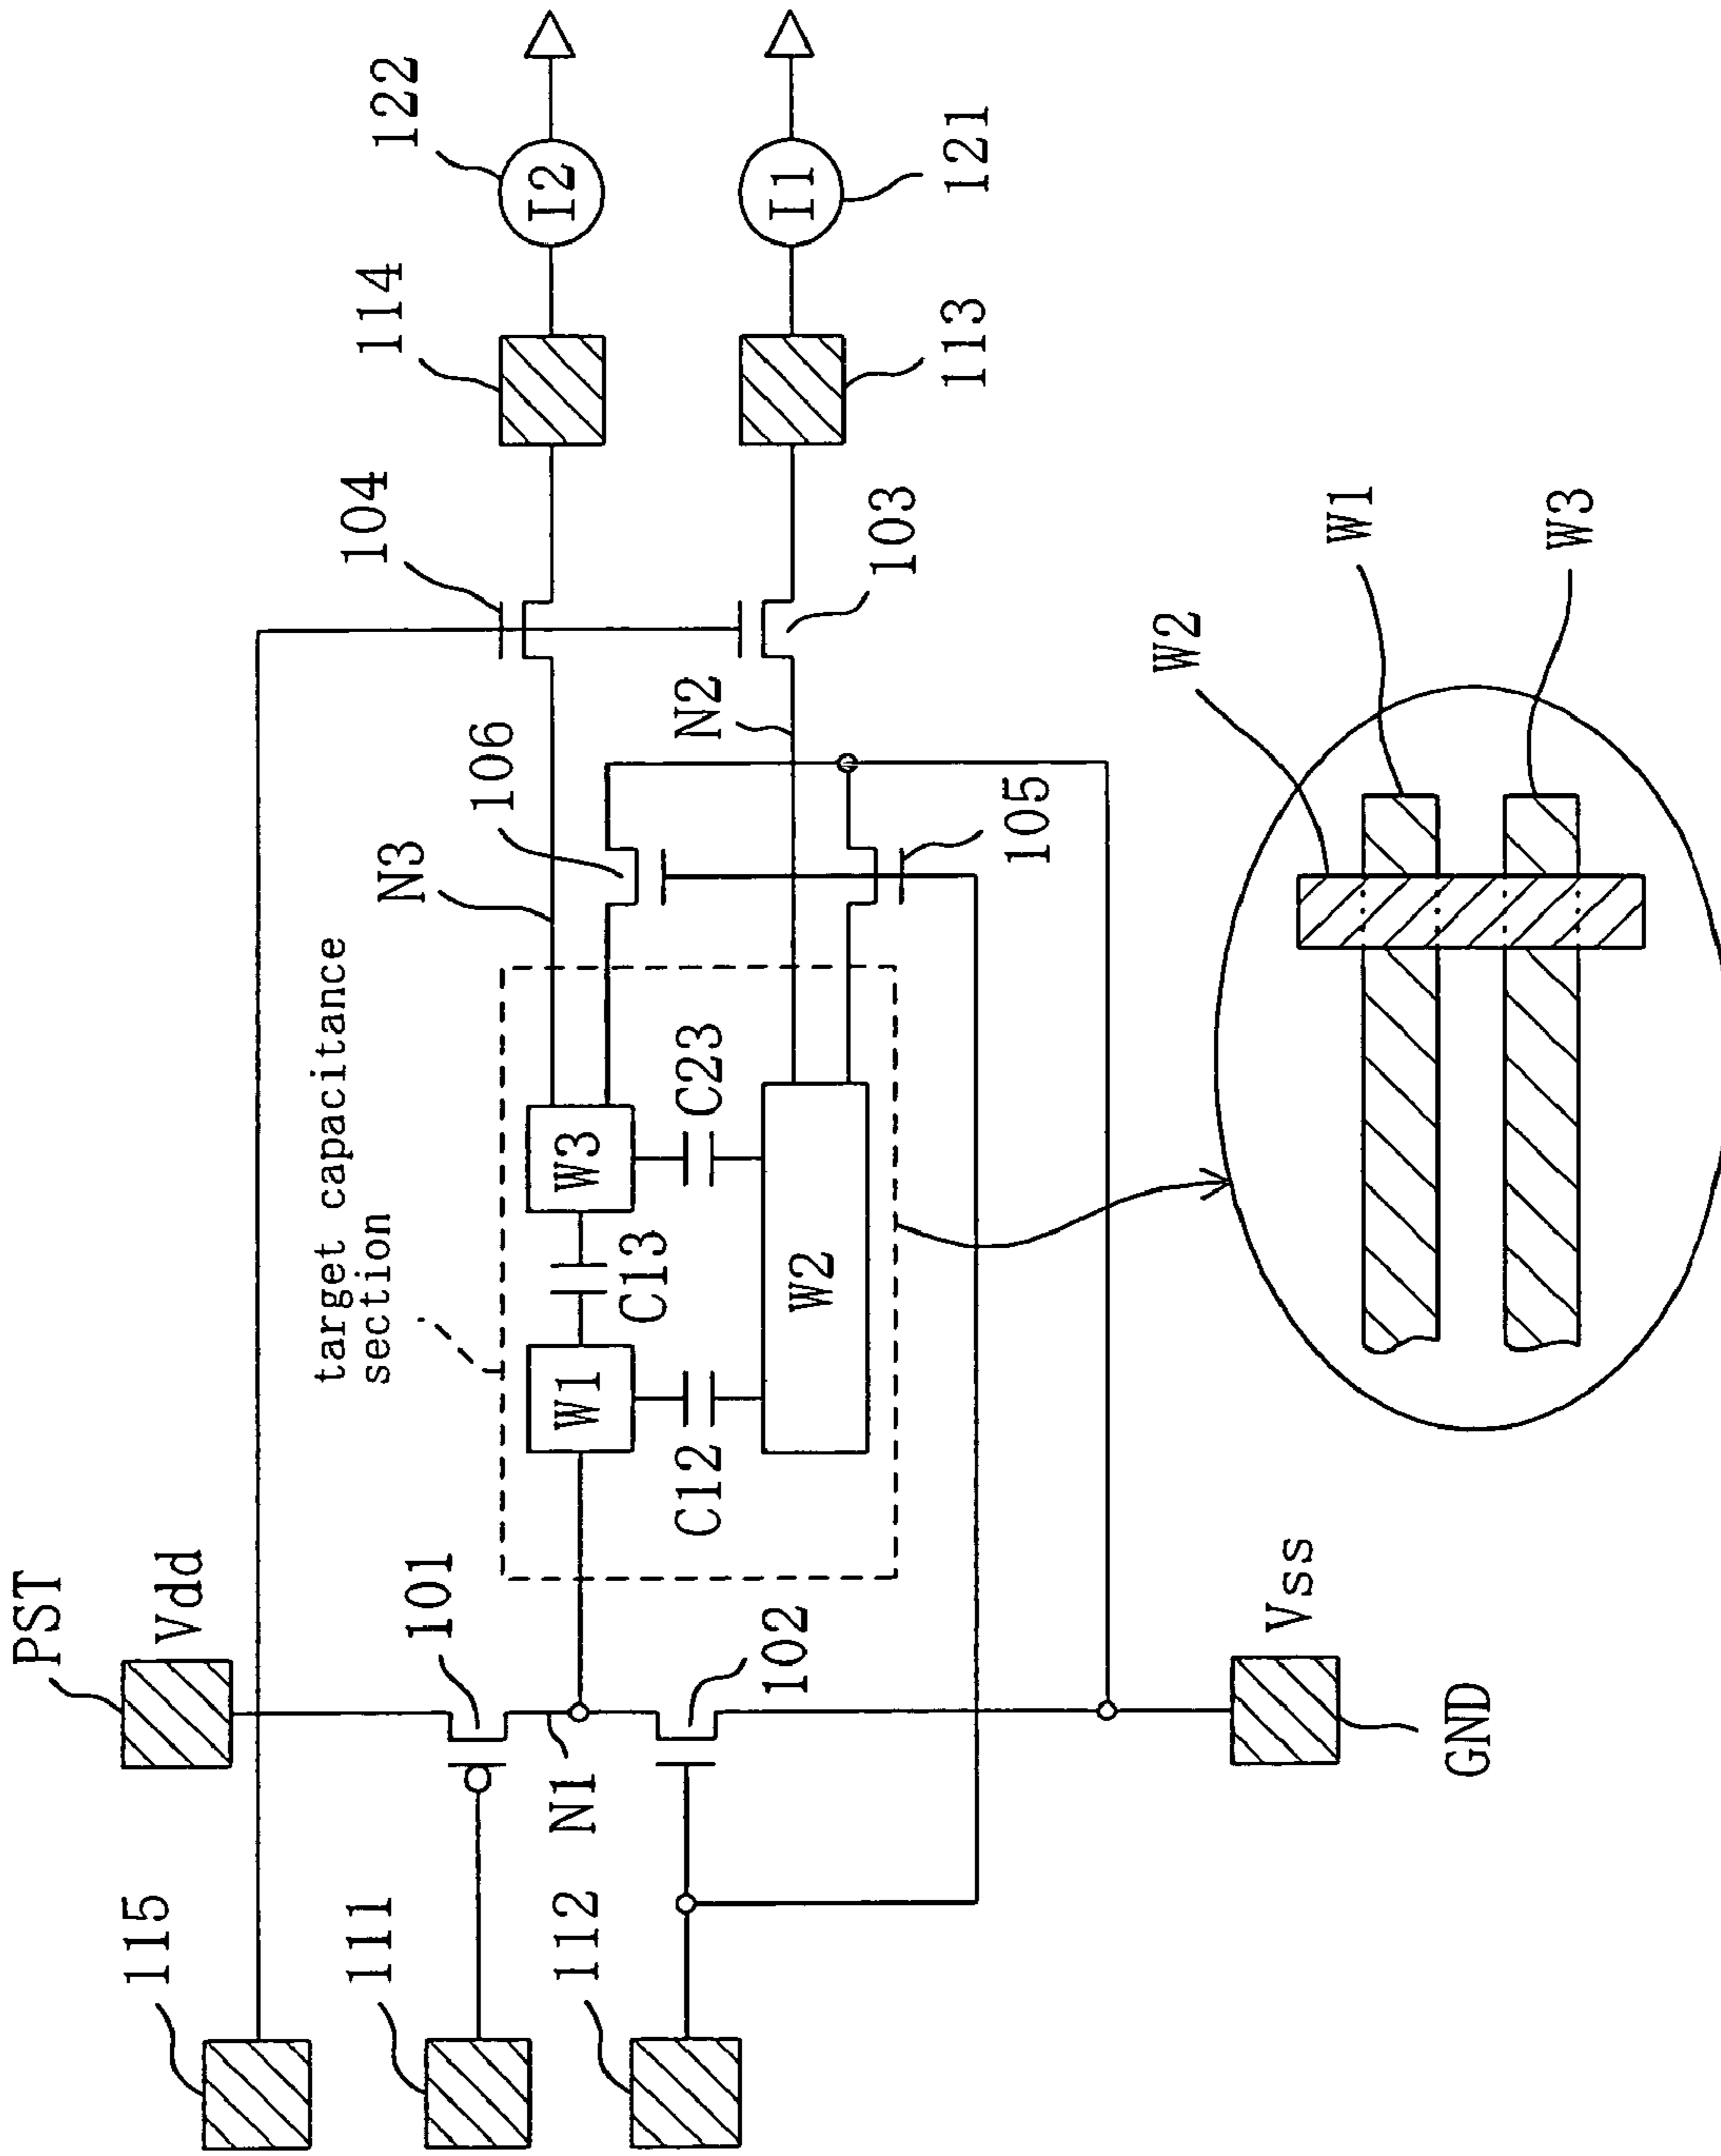 PST
Vdd
115
111
112
101
102
N1
Vss
GND
target capacitance
section
W1
W3
W2
C12
C13
C23
N3
106
N2
105
104
103
114
113
122
I2
I1
121
W2
W1
W3